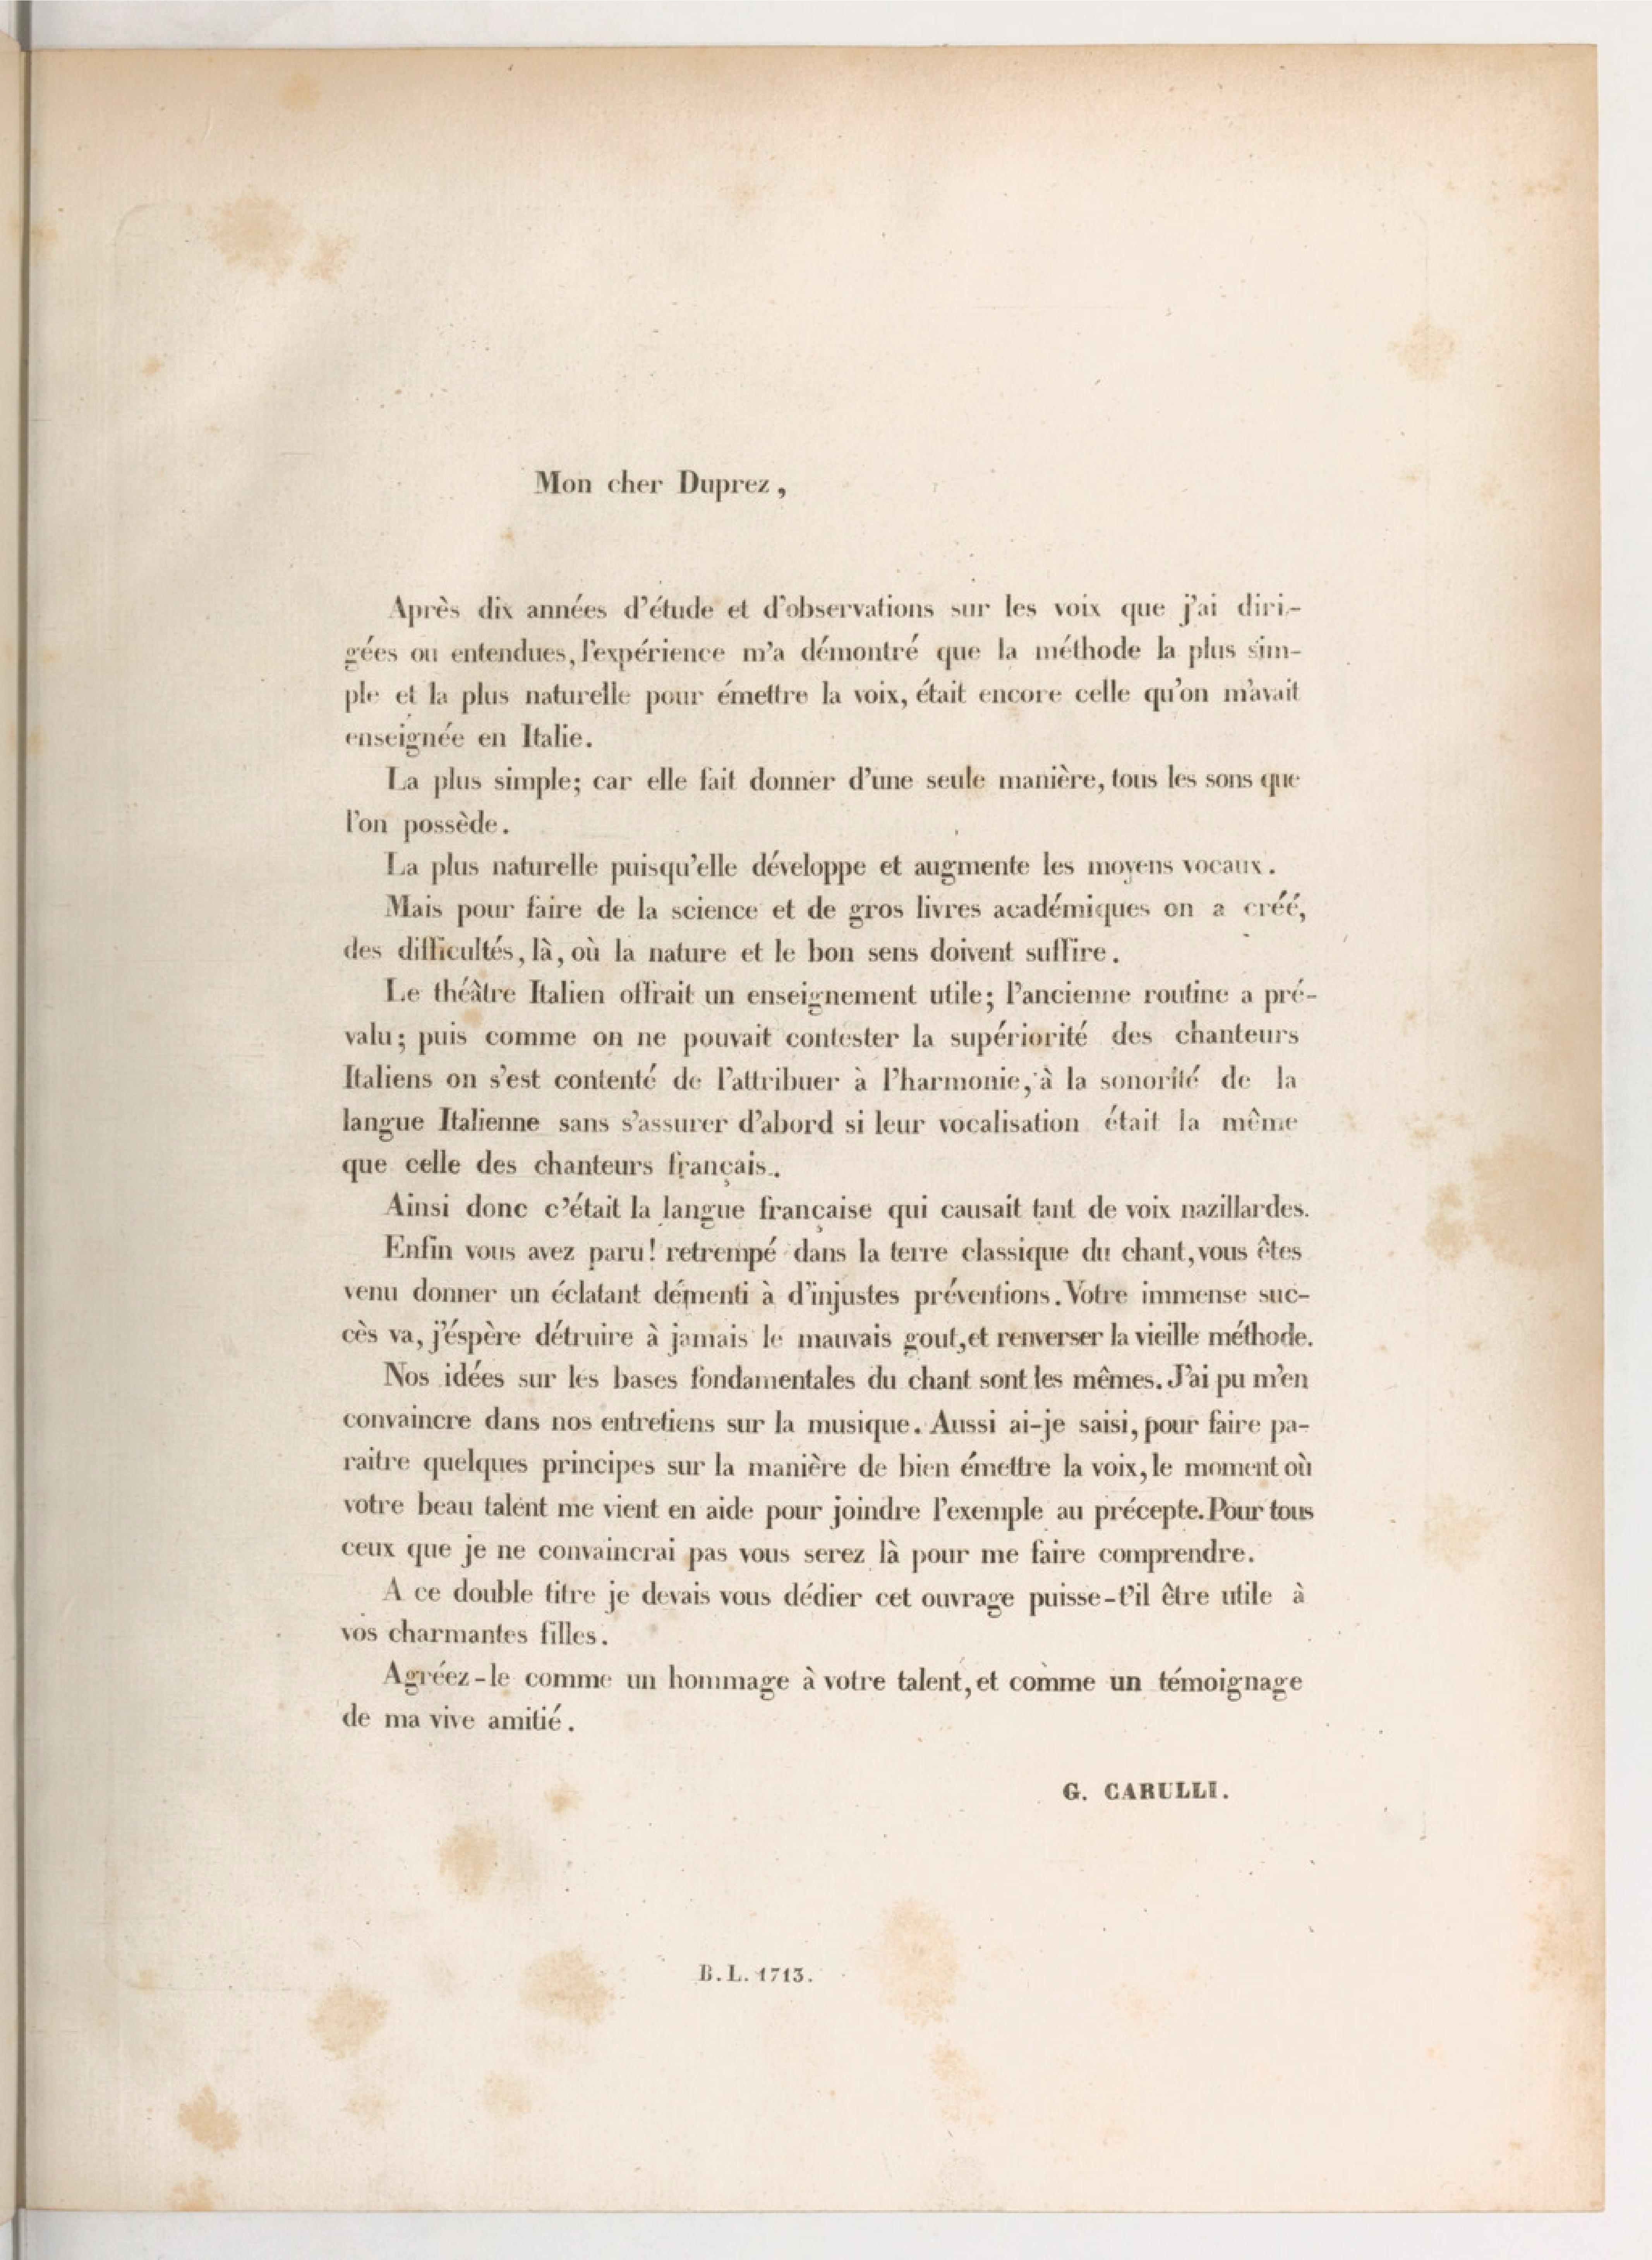 Mon cher Duprez,
Après dix années d'étude et d'observations sur les voix que j'ai diri-
gées ou entendues, l'expérience m'a démontré que la méthode la plus sim-
ple et la plus naturelle pour émettre la voix, était encore celle qu'on m'avait
enseignée en Italie.
La plus simple; car elle fait donner d'une seule manière, tous les sons que
l'on possède.
La plus naturelle puisqu'elle développe et augmente les moyens vocaux.
Mais pour faire de la science et de gros livres académiques on a créé,
des difficultés, là, où la nature et le bon sens doivent suffire.
Le théâtre Italien offrait un enseignement utile; l'ancienne routine a pré-
valu; puis comme on ne pouvait contester la supériorité des chanteurs
Italiens on s'est contenté de l'attribuer à l'harmonie, à la sonorité de la
langue Italienne sans s'assurer d'abord si leur vocalisation était la même
que celle des chanteurs français.
Ainsi donc c'était la langue française qui causait tant de voix nazillardes.
Enfin vous avez paru! retrempé dans la terre classique du chant, vous êtes
venu donner un éclatant démenti à d'injustes préventions. Votre immense suc-
cès va, j'éspère détruire à jamais le mauvais gout, et renverser la vieille méthode.
Nos idées sur les bases fondamentales du chant sont les mêmes. J'ai pu m'en
convaincre dans nos entretiens sur la musique. Aussi ai-je saisi, pour faire pa-
raitre quelques principes sur la manière de bien émettre la voix, le moment où
votre beau talent me vient en aide pour joindre l'exemple au précepte. Pour tous
ceux que je ne convaincrai pas vous serez là pour me faire comprendre.
A ce double titre je devais vous dédier cet ouvrage puisse-t'il être utile à
vos charmantes filles.
Agréez-le comme un hommage à votre talent, et comme un témoignage
de ma vive amitié.
G. CARULLI.
B.L. 1713.